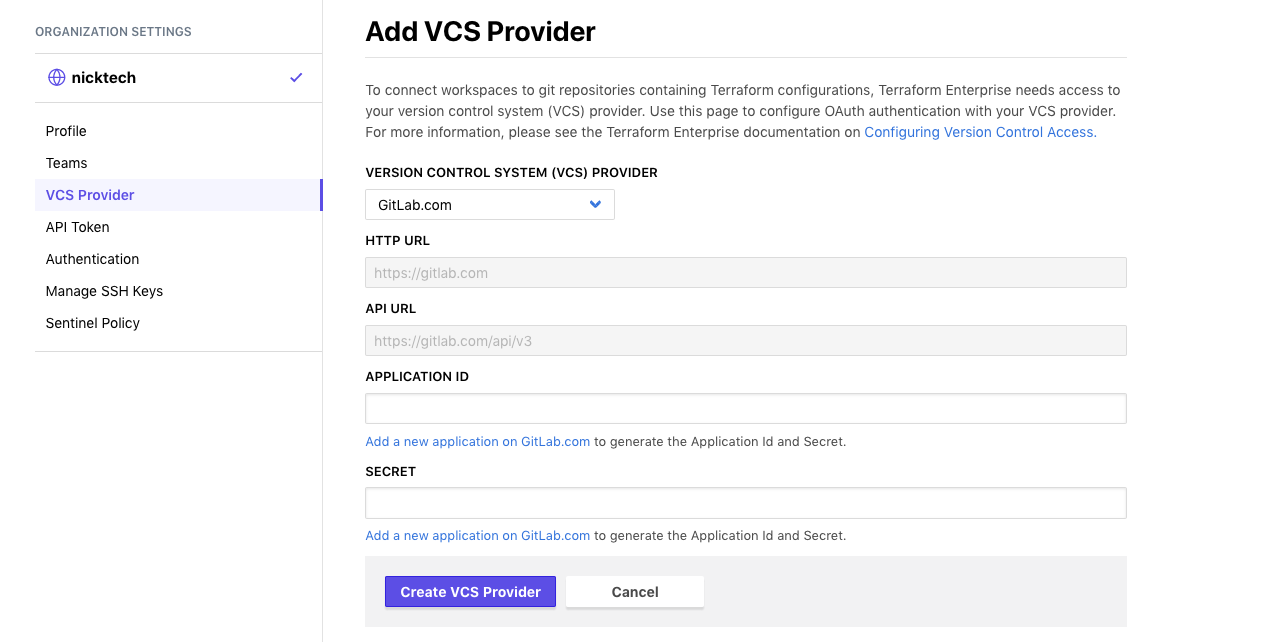 ORGANIZATION SETTINGS
nicktech
Profile
Teams
VCS Provider
API Token
Authentication
Manage SSH Keys
Sentinel Policy
Add VCS Provider
To connect workspaces to git repositories containing Terraform configurations, Terraform Enterprise needs access to
your version control system (VCS) provider. Use this page to configure OAuth authentication with your VCS provider.
For more information, please see the Terraform Enterprise documentation on Configuring Version Control Access.
VERSION CONTROL SYSTEM (VCS) PROVIDER
GitLab.com
HTTP URL
https://gitlab.com
API URL
https://gitlab.com/api/v3
APPLICATION ID
Add a new application on GitLab.com to generate the Application Id and Secret.
SECRET
Add a new application on GitLab.com to generate the Application Id and Secret.
Create VCS Provider
Cancel